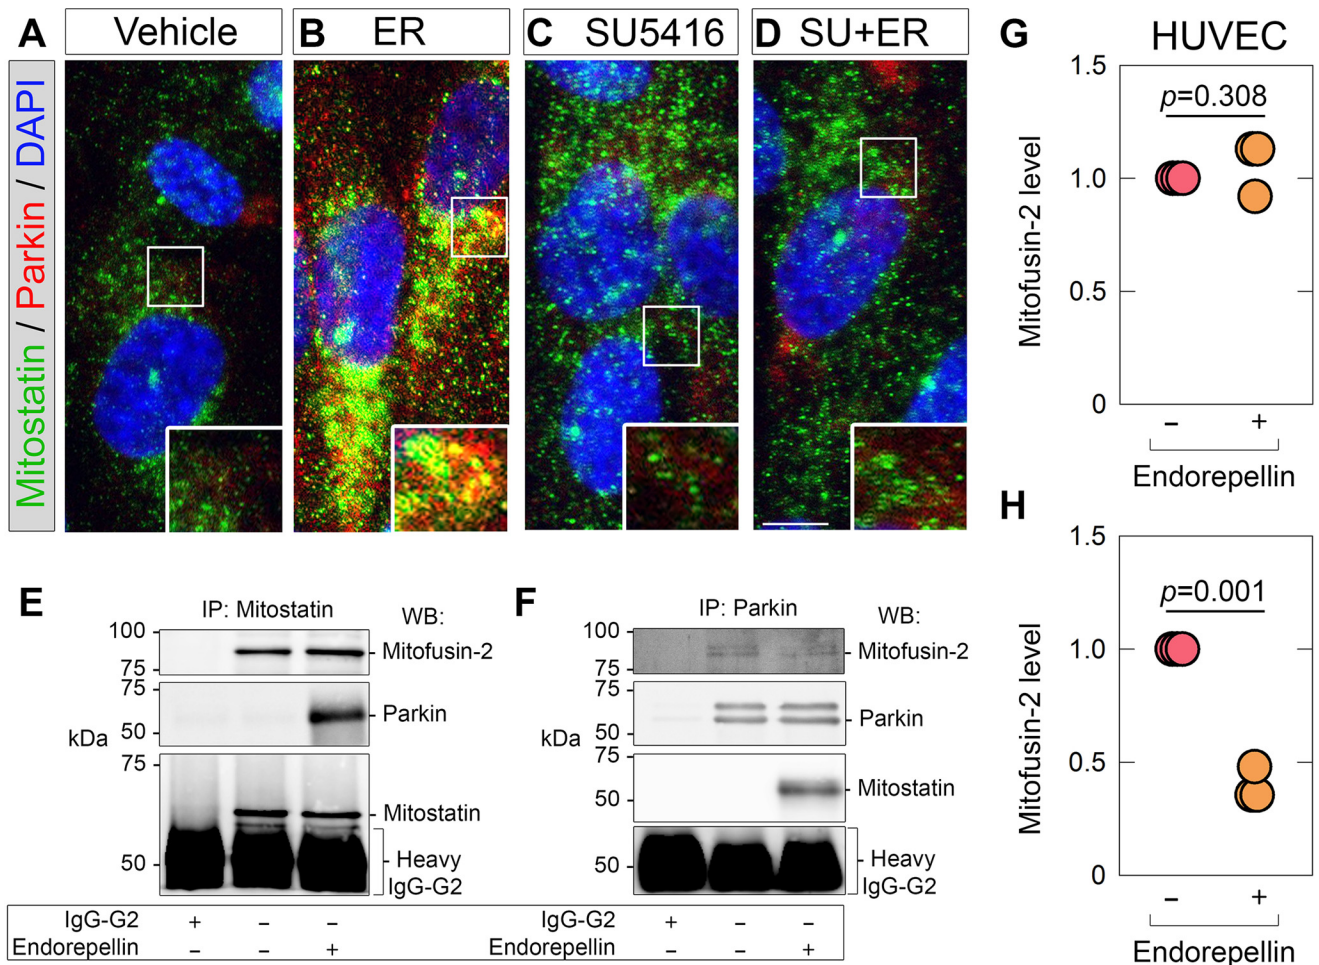 A Vehicle
B ER
C SU5416
D SU+ER
Mitostatin / Parkin / DAPI
G HUVEC
1.5
p=0.308
1.0
0.5
0
Mitofusin-2 level
– +
Endorepellin
H
1.5
p=0.001
1.0
0.5
0
Mitofusin-2 level
– +
Endorepellin
E
IP: Mitostatin WB:
100
75
Mitofusin-2
75
50
Parkin
kDa
75
50
Mitostatin
Heavy
IgG-G2
F
IP: Parkin WB:
100
75
Mitofusin-2
75
50
Parkin
kDa
75
50
Mitostatin
50
Heavy
IgG-G2
IgG-G2 + – –
Endorepellin – – +
IgG-G2 + – –
Endorepellin – – +